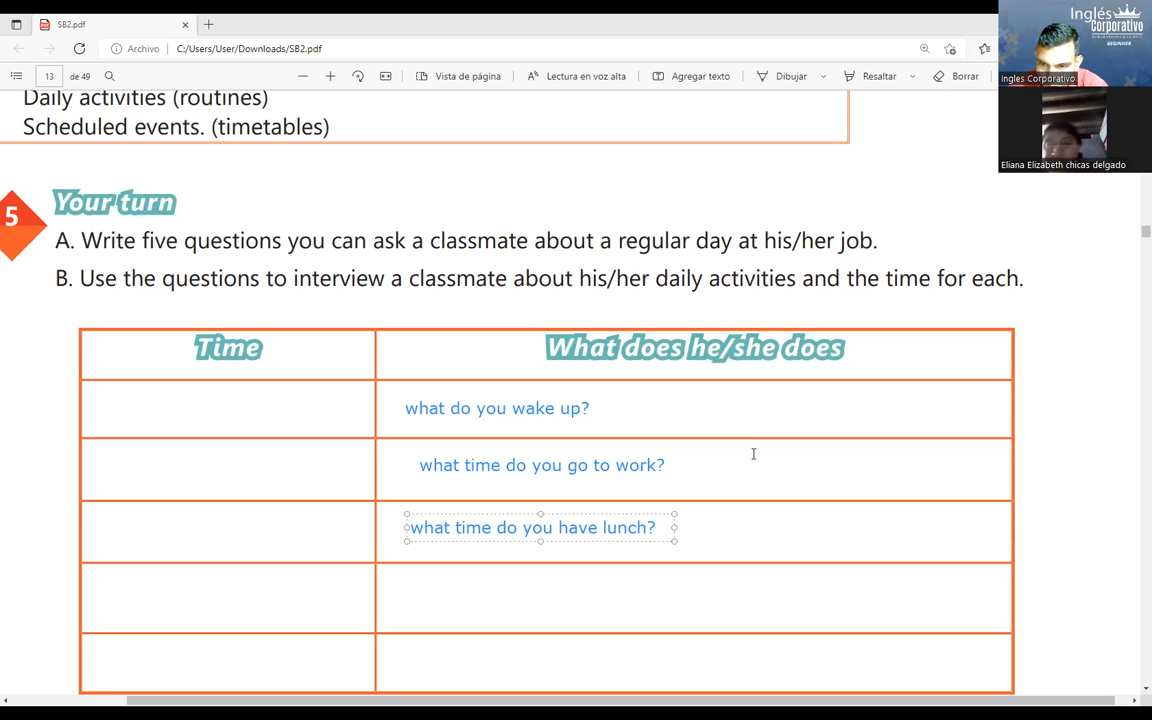 SB2.pdf
Archivo C:/Users/User/Downloads/SB2.pdf
13 de 49 Vista de página Lectura en voz alta Agregar texto Dibujar Resaltar Borrar
Inglés
Corporativo
BEGINNER
Ingles Corporativo
Eliana Elizabeth chicas delgado
Daily activities (routines)
Scheduled events. (timetables)
5 Your turn
A. Write five questions you can ask a classmate about a regular day at his/her job.
B. Use the questions to interview a classmate about his/her daily activities and the time for each.
Time What does he/she does
what do you wake up?
what time do you go to work?
what time do you have lunch?